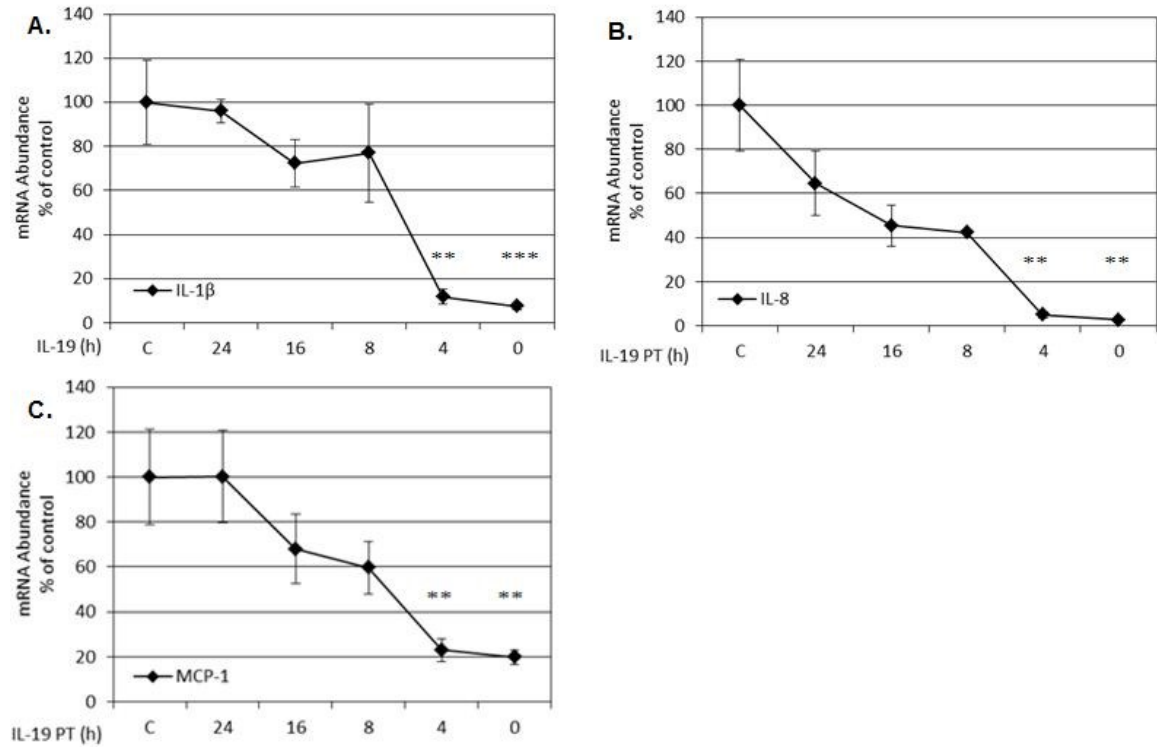 A.
mRNA Abundance
% of control
140
120
100
80
60
40
20
0
** ***
IL-1β
IL-19 (h) C 24 16 8 4 0
B.
mRNA Abundance
% of control
140
120
100
80
60
40
20
0
** **
IL-8
IL-19 PT (h) C 24 16 8 4 0
C.
mRNA Abundance
% of control
140
120
100
80
60
40
20
0
** **
MCP-1
IL-19 PT (h) C 24 16 8 4 0